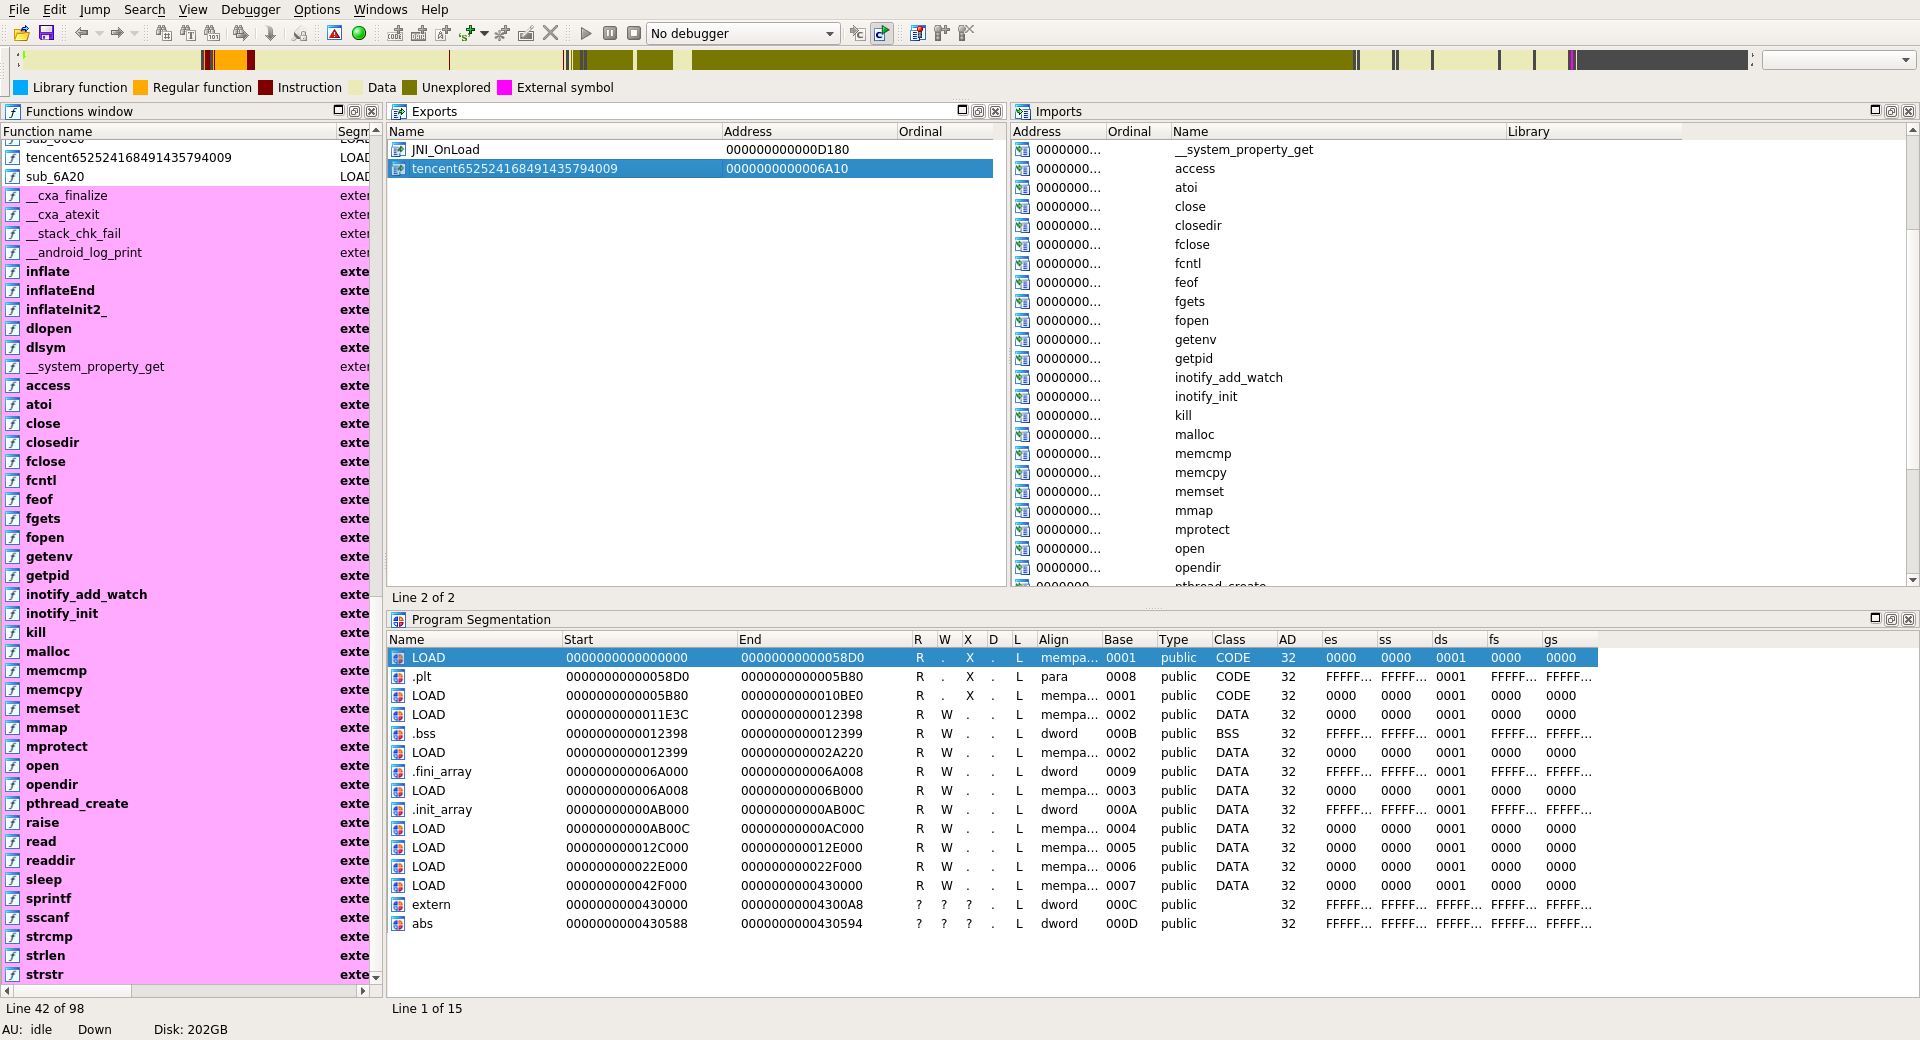 File Edit Jump Search View Debugger Options Windows Help
No debugger
Library function Regular function Instruction Data Unexplored External symbol
Functions window
Function name Segm
tencent652524168491435794009 LOAD
sub_6A20 LOAD
__cxa_finalize exter
__cxa_atexit exter
__stack_chk_fail exter
__android_log_print exter
inflate exte
inflateEnd exte
inflateInit2_ exte
dlopen exte
dlsym exte
__system_property_get exter
access exte
atoi exte
close exte
closedir exte
fclose exte
fcntl exte
feof exte
fgets exte
fopen exte
getenv exte
getpid exte
inotify_add_watch exte
inotify_init exte
kill exte
malloc exte
memcmp exte
memcpy exte
memset exte
mmap exte
mprotect exte
open exte
opendir exte
pthread_create exte
raise exte
read exte
readdir exte
sleep exte
sprintf exte
sscanf exte
strcmp exte
strlen exte
strstr exte
Line 42 of 98
Exports
Name Address Ordinal
JNI_OnLoad 000000000000D180
tencent652524168491435794009 0000000000006A10
Line 2 of 2
Imports
Address Ordinal Name Library
0000000... __system_property_get
0000000... access
0000000... atoi
0000000... close
0000000... closedir
0000000... fclose
0000000... fcntl
0000000... feof
0000000... fgets
0000000... fopen
0000000... getenv
0000000... getpid
0000000... inotify_add_watch
0000000... inotify_init
0000000... kill
0000000... malloc
0000000... memcmp
0000000... memcpy
0000000... memset
0000000... mmap
0000000... mprotect
0000000... open
0000000... opendir
0000000... pthread_create
Program Segmentation
Name Start End R W X D L Align Base Type Class AD es ss ds fs gs
LOAD 0000000000000000 00000000000058D0 R . X . L mempa... 0001 public CODE 32 0000 0000 0001 0000 0000
.plt 00000000000058D0 0000000000005B80 R . X . L para 0008 public CODE 32 FFFFF... FFFFF... 0001 FFFFF... FFFFF...
LOAD 0000000000005B80 0000000000010BE0 R . X . L mempa... 0001 public CODE 32 0000 0000 0001 0000 0000
LOAD 0000000000011E3C 0000000000012398 R W . . L mempa... 0002 public DATA 32 0000 0000 0001 0000 0000
.bss 0000000000012398 0000000000012399 R W . . L dword 000B public BSS 32 FFFFF... FFFFF... 0001 FFFFF... FFFFF...
LOAD 0000000000012399 000000000002A220 R W . . L mempa... 0002 public DATA 32 0000 0000 0001 0000 0000
.fini_array 000000000006A000 000000000006A008 R W . . L dword 0009 public DATA 32 FFFFF... FFFFF... 0001 FFFFF... FFFFF...
LOAD 000000000006A008 000000000006B000 R W . . L mempa... 0003 public DATA 32 0000 0000 0001 0000 0000
.init_array 00000000000AB000 00000000000AB00C R W . . L dword 000A public DATA 32 FFFFF... FFFFF... 0001 FFFFF... FFFFF...
LOAD 00000000000AB00C 00000000000AC000 R W . . L mempa... 0004 public DATA 32 0000 0000 0001 0000 0000
LOAD 000000000012C000 000000000012E000 R W . . L mempa... 0005 public DATA 32 0000 0000 0001 0000 0000
LOAD 000000000022E000 000000000022F000 R W . . L mempa... 0006 public DATA 32 0000 0000 0001 0000 0000
LOAD 000000000042F000 0000000000430000 R W . . L mempa... 0007 public DATA 32 0000 0000 0001 0000 0000
extern 0000000000430000 00000000004300A8 ? ? ? . L dword 000C public 32 FFFFF... FFFFF... FFFFF... FFFFF... FFFFF...
abs 0000000000430588 0000000000430594 ? ? ? . L dword 000D public 32 FFFFF... FFFFF... FFFFF... FFFFF... FFFFF...
Line 1 of 15
AU: idle Down Disk: 202GB